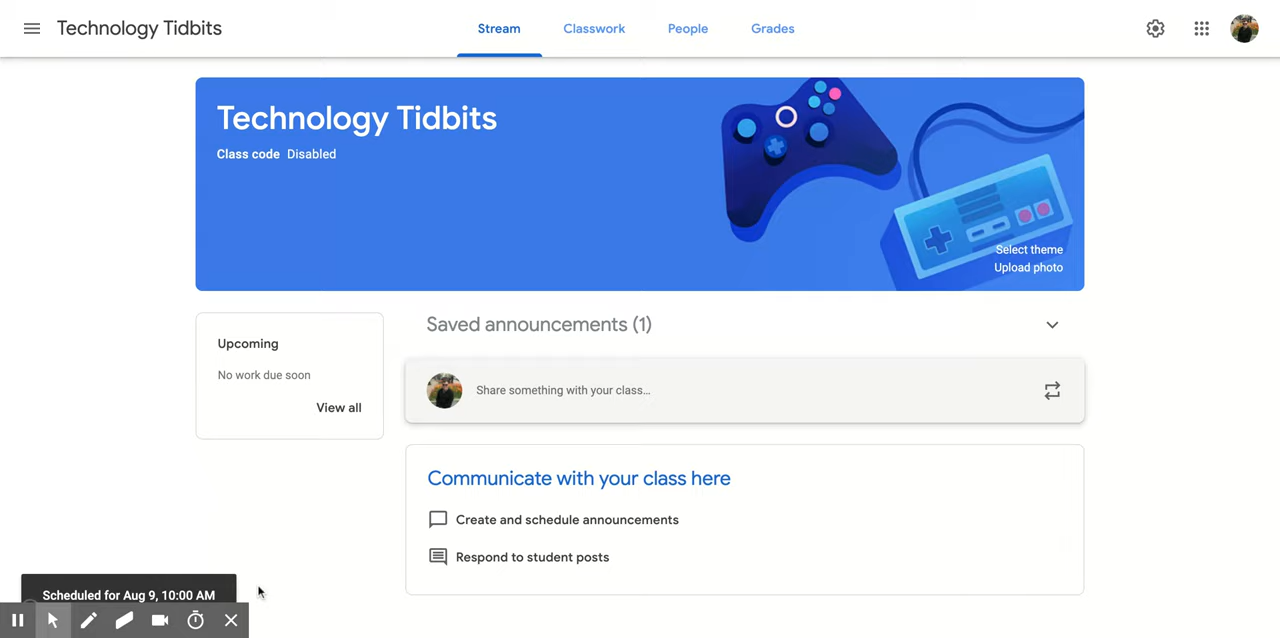 Technology Tidbits
Stream Classwork People Grades
Technology Tidbits
Class code Disabled
Select theme
Upload photo
Upcoming
No work due soon
View all
Saved announcements (1)
Share something with your class...
Communicate with your class here
Create and schedule announcements
Respond to student posts
Scheduled for Aug 9, 10:00 AM